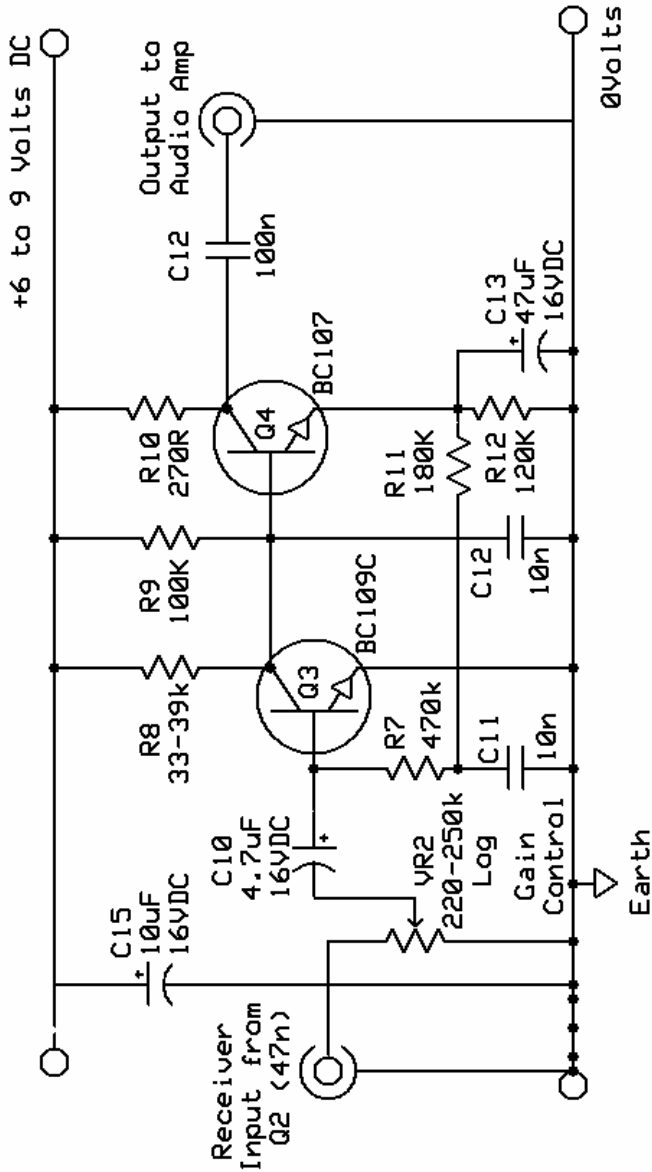 +6 to 9 Volts DC
C15
10uF
16VDC
R8
33-39k
R9
100K
R10
270R
C12
100n
Output to
Audio Amp
C10
4.7uF
16VDC
Q3
BC109C
Q4
BC107
Receiver
Input from
Q2 (47n)
VR2
220-250k
Log
Gain
Control
R7
470k
C11
10n
R11
180K
C12
10n
R12
120K
C13
47uF
16VDC
Earth
0Volts